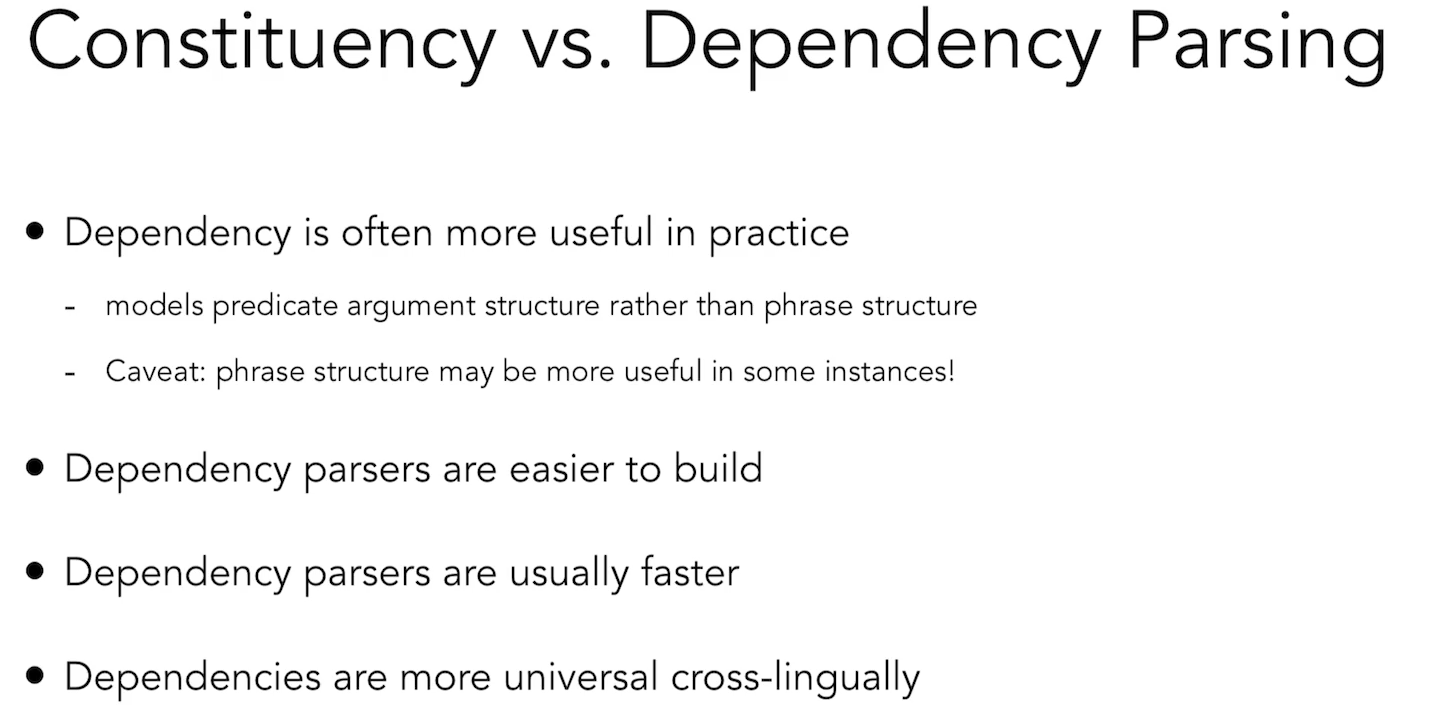 Constituency vs. Dependency Parsing
● Dependency is often more useful in practice
- models predicate argument structure rather than phrase structure
- Caveat: phrase structure may be more useful in some instances!
● Dependency parsers are easier to build
● Dependency parsers are usually faster
● Dependencies are more universal cross-lingually